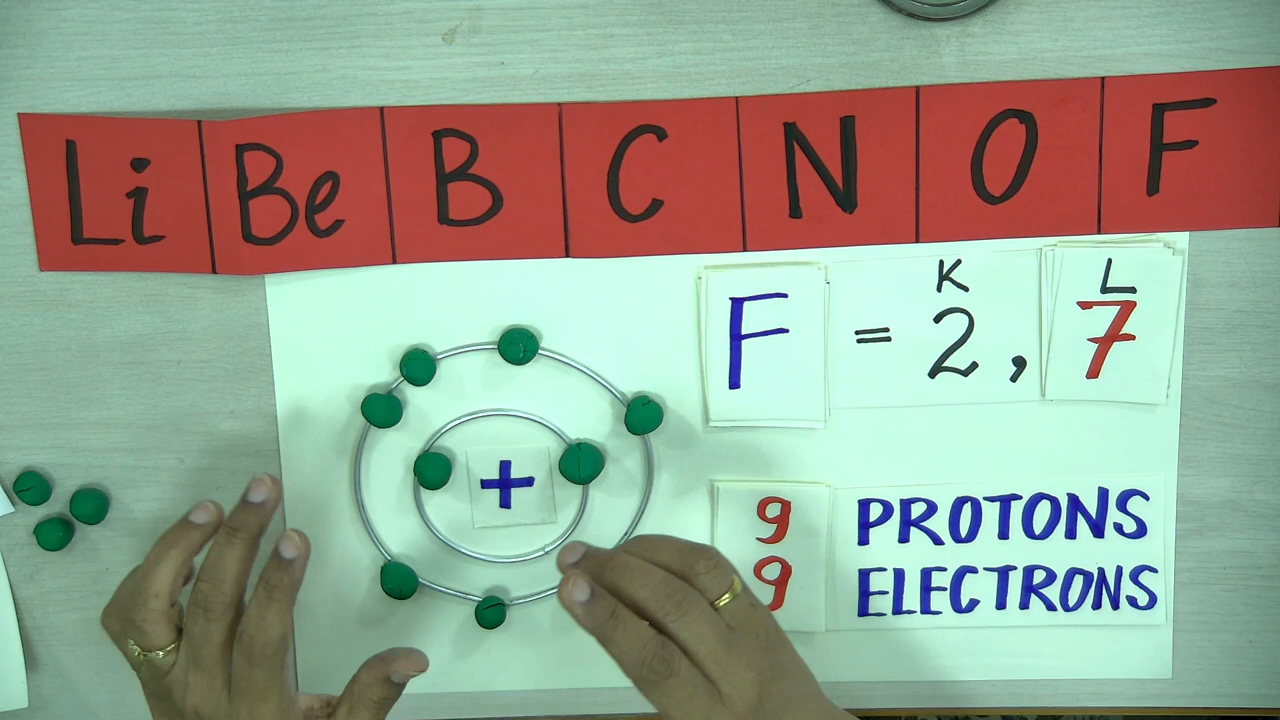 Li Be B C N O F
K L
F = 2, 7
+
9 PROTONS
9 ELECTRONS